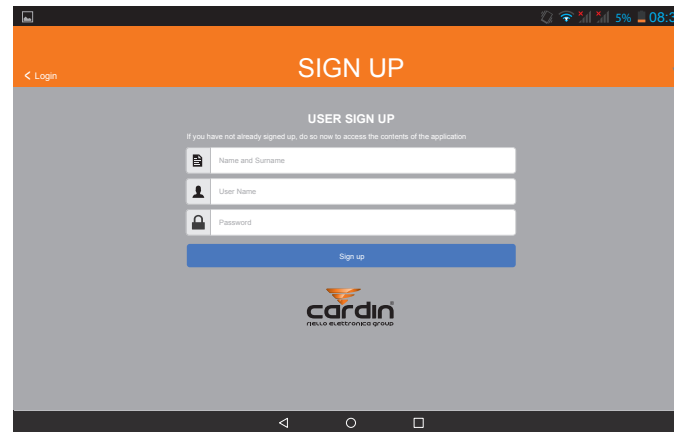 5% 08:3
SIGN UP
Login
USER SIGN UP
If you have not already signed up, do so now to access the contents of the application
Name and Surname
User Name
Password
Sign up
cardin
riello elettronica group